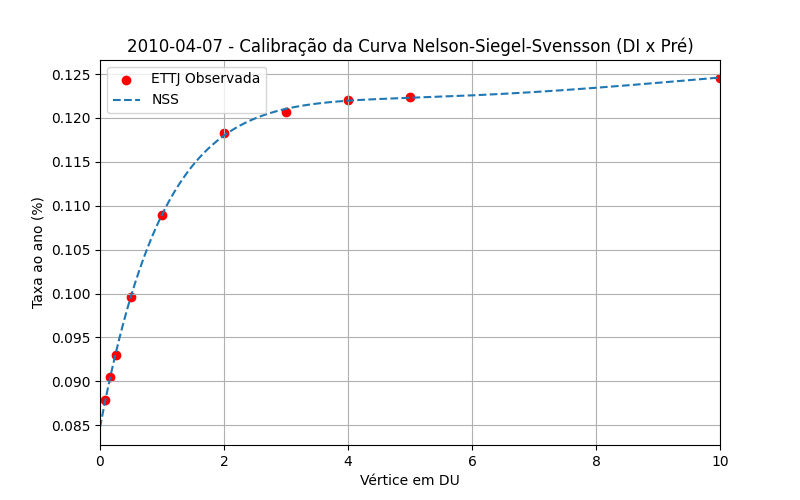 2010-04-07 - Calibração da Curva Nelson-Siegel-Svensson (DI x Pré)
ETTJ Observada
NSS
Taxa ao ano (%)
0.125
0.120
0.115
0.110
0.105
0.100
0.095
0.090
0.085
0 2 4 6 8 10
Vértice em DU